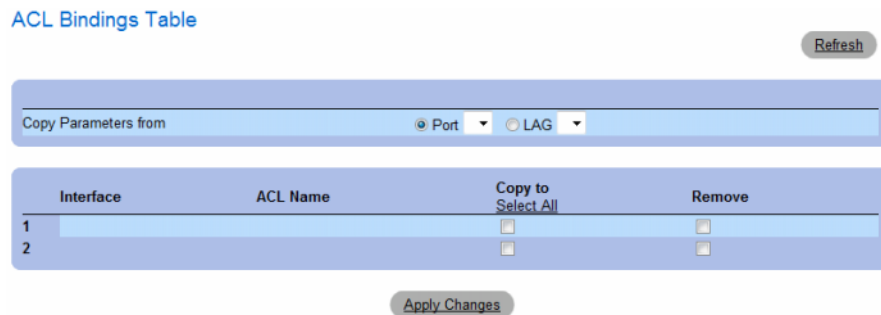 ACL Bindings Table
Refresh
Copy Parameters from Port LAG
Interface ACL Name Copy to Select All Remove
1
2
Apply Changes